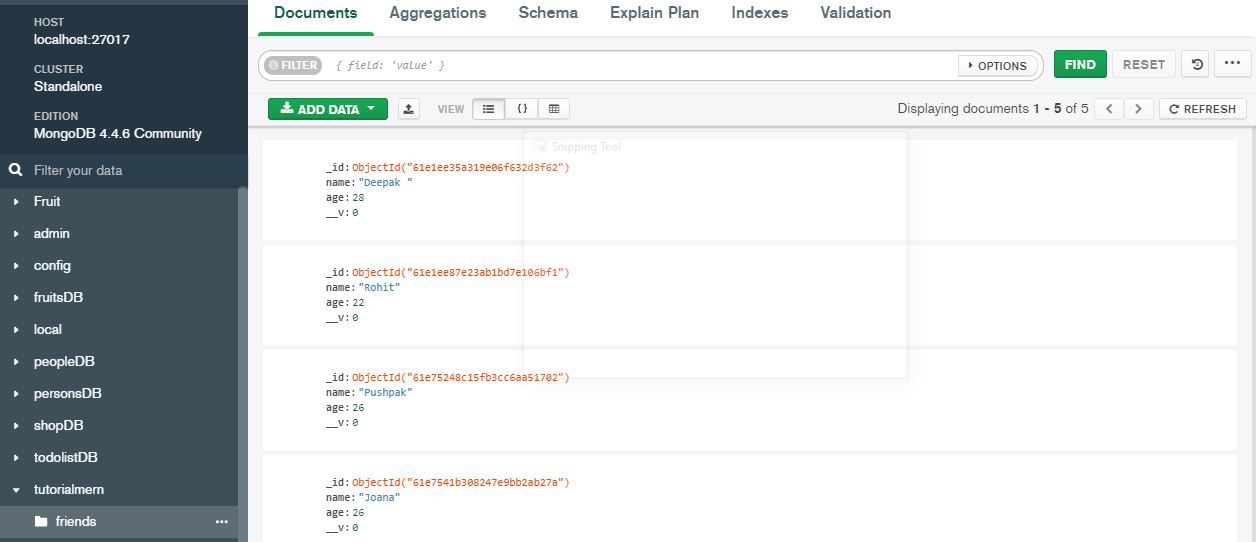 HOST
localhost:27017
CLUSTER
Standalone
EDITION
MongoDB 4.4.6 Community
Filter your data
Fruit
admin
config
fruitsDB
local
peopleDB
personsDB
shopDB
todolistDB
tutorialmern
friends
Documents Aggregations Schema Explain Plan Indexes Validation
FILTER { field: 'value' } OPTIONS FIND RESET
ADD DATA VIEW { } Displaying documents 1 - 5 of 5 < > REFRESH
Snipping Tool
_id: ObjectId("61e1ee35a319e06f632d3f62")
name: "Deepak "
age: 28
__v: 0
_id: ObjectId("61e1ee87e23ab1bd7e106bf1")
name: "Rohit"
age: 22
__v: 0
_id: ObjectId("61e75248c15fb3cc6aa51702")
name: "Pushpak"
age: 26
__v: 0
_id: ObjectId("61e7541b308247e9bb2ab27a")
name: "Joana"
age: 26
__v: 0